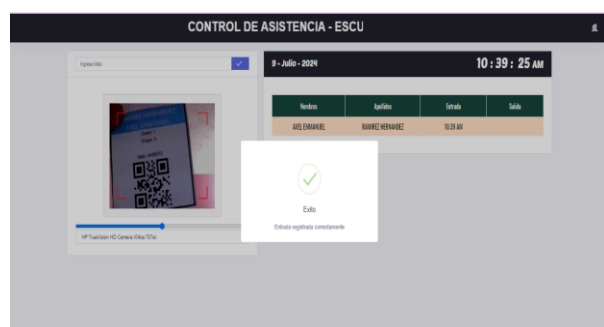 CONTROL DE ASISTENCIA - ESCU
9 - Julio - 2024
10 : 39 : 25 AM
Nombres Apellidos Entrada Salida
AXEL EMMANUEL RAMIREZ HERNANDEZ 10:39 AM
Exito
Entrada registrada correctamente
HP TrueVision HD Camera